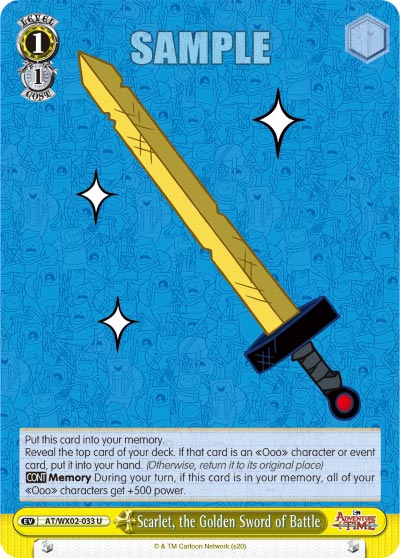 LEVEL
1
1
COST
SAMPLE
Put this card into your memory.
Reveal the top card of your deck. If that card is an «Ooo» character or event
card, put it into your hand. (Otherwise, return it to its original place)
CONT Memory During your turn, if this card is in your memory, all of your
«Ooo» characters get +500 power.
EV AT/WX02-033 U Scarlet, the Golden Sword of Battle
CN ADVENTURE TIME
© & TM Cartoon Network (s20)